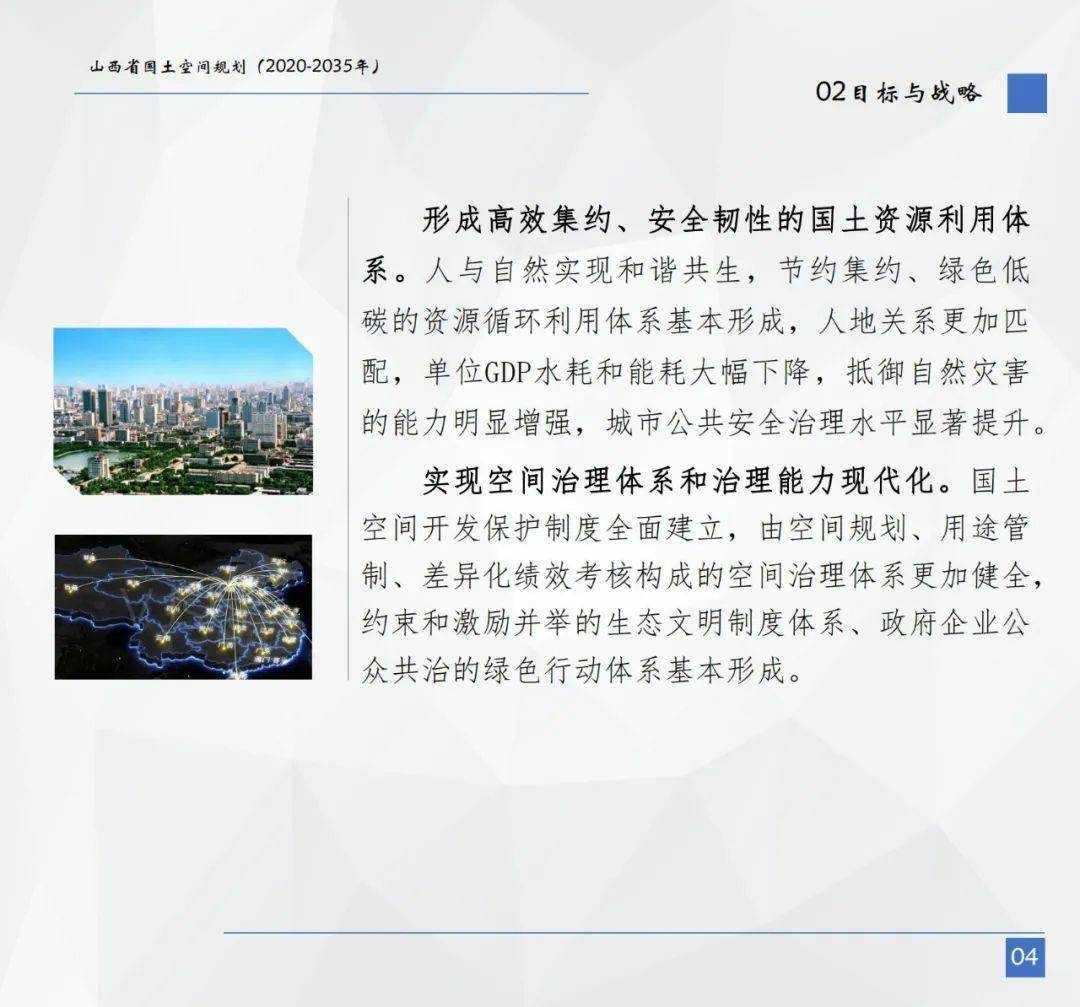 山西省国土空间规划（2020-2035年）
02目标与战略
形成高效集约、安全韧性的国土资源利用体
系。人与自然实现和谐共生，节约集约、绿色低
碳的资源循环利用体系基本形成，人地关系更加匹
配，单位GDP水耗和能耗大幅下降，抵御自然灾害
的能力明显增强，城市公共安全治理水平显著提升。
实现空间治理体系和治理能力现代化。国土
空间开发保护制度全面建立，由空间规划、用途管
制、差异化绩效考核构成的空间治理体系更加健全，
约束和激励并举的生态文明制度体系、政府企业公
众共治的绿色行动体系基本形成。
04